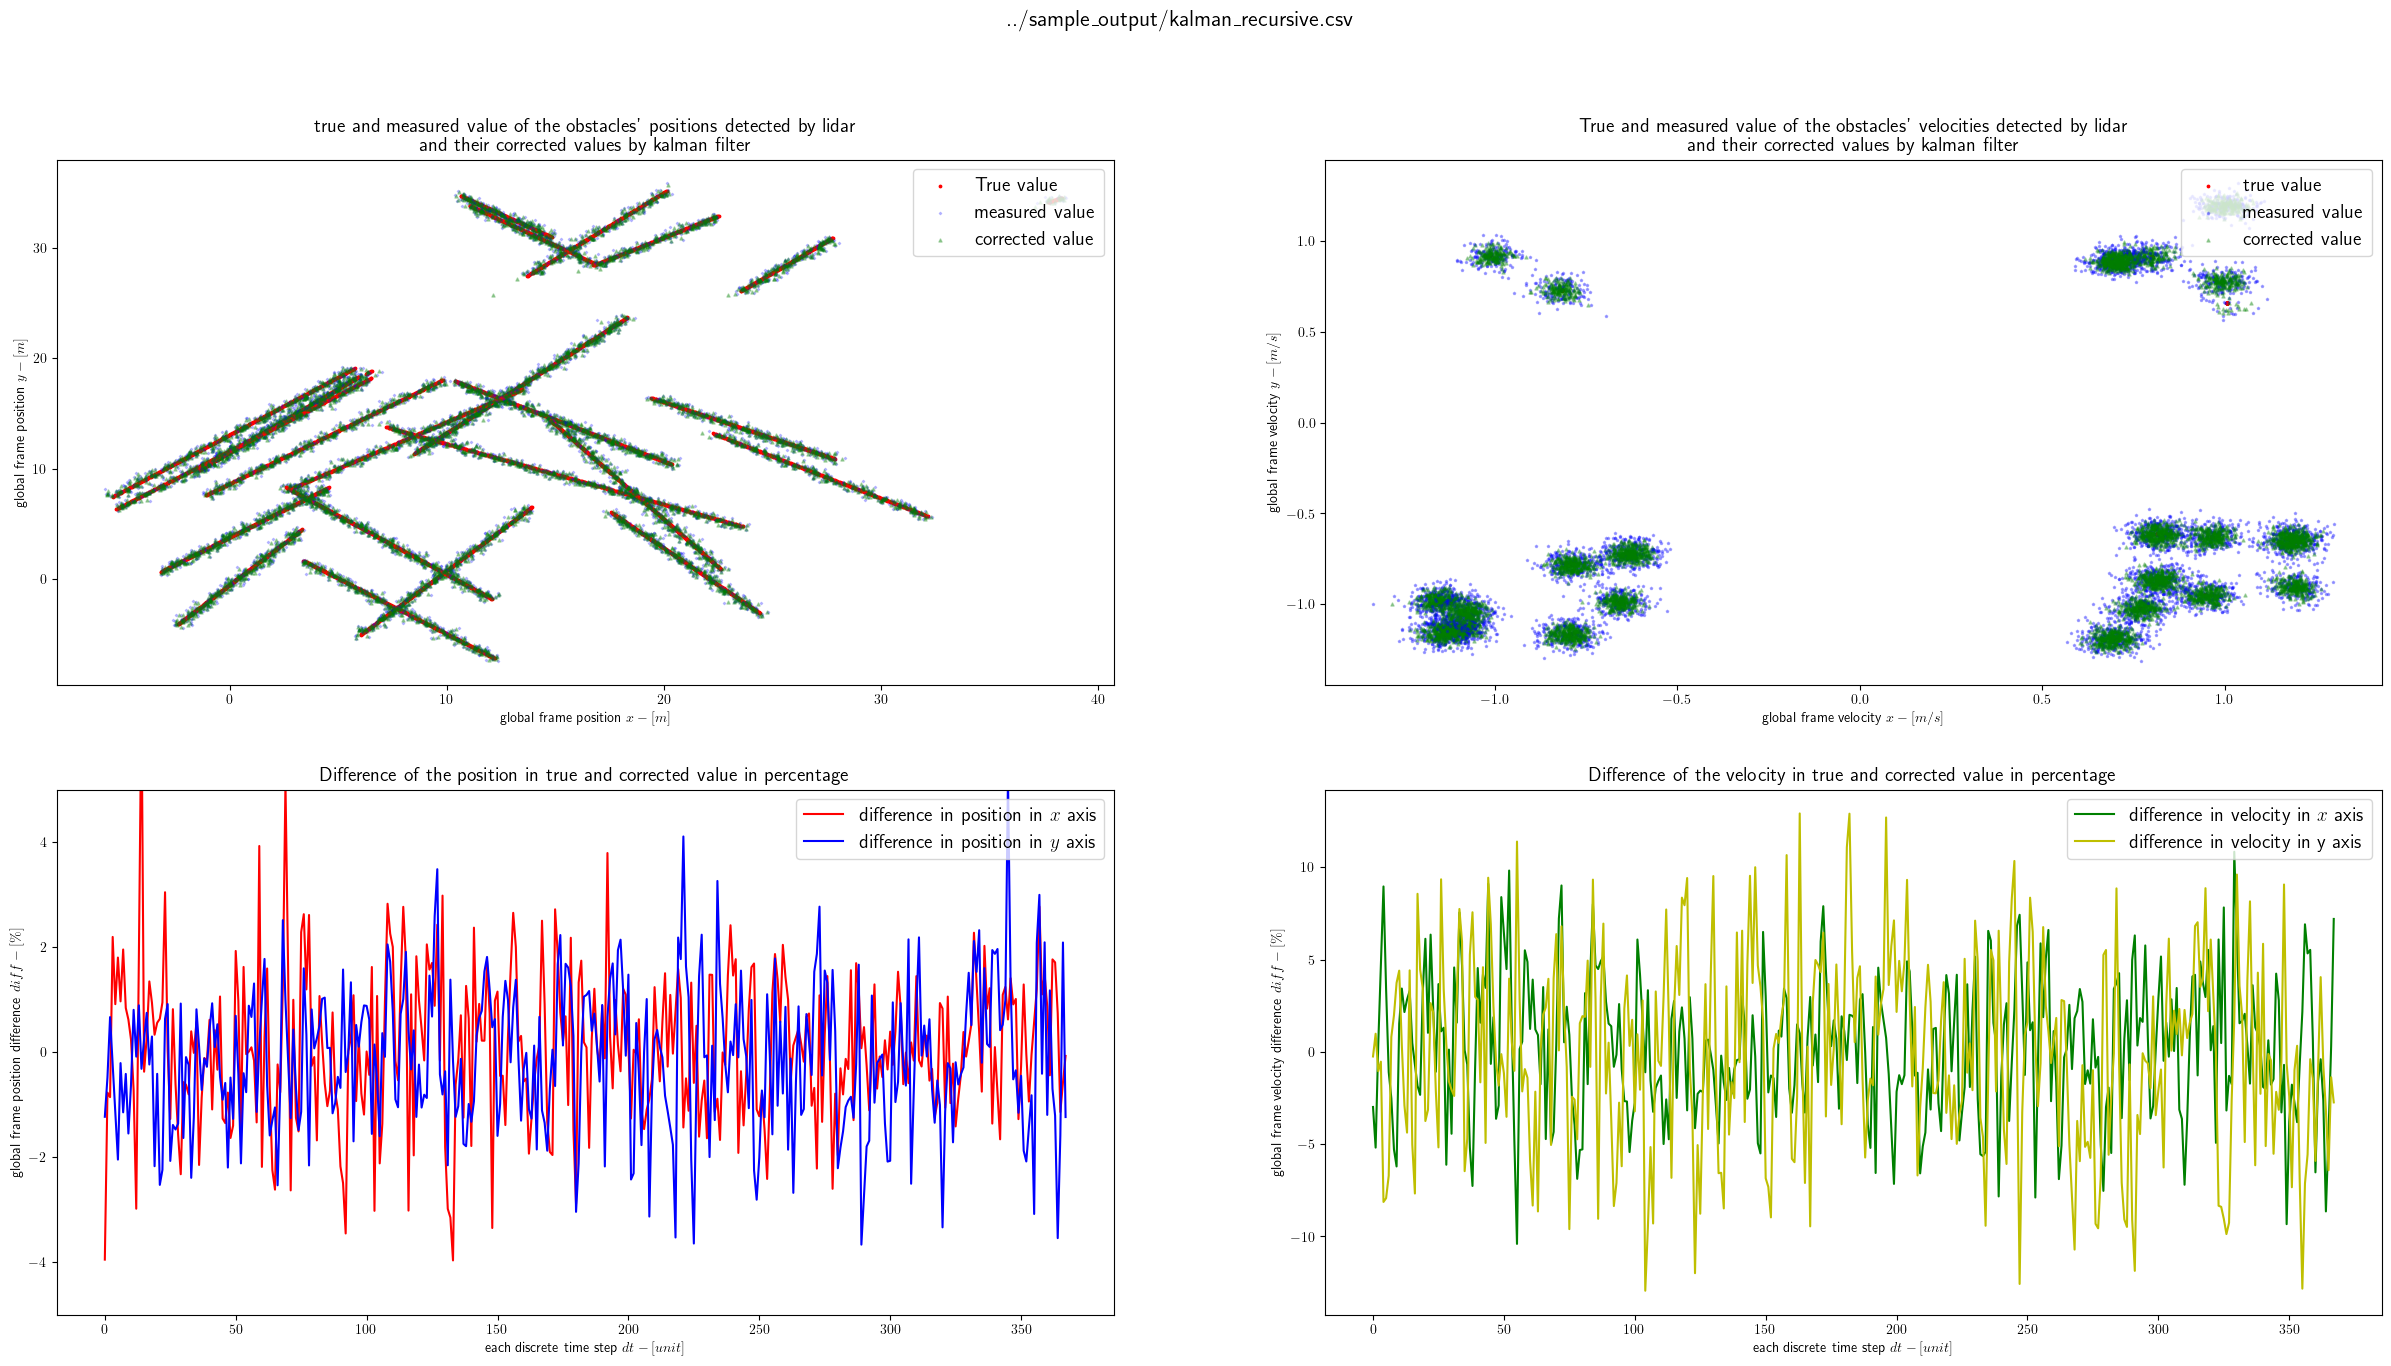 ../sample_output/kalman_recursive.csv
true and measured value of the obstacles' positions detected by lidar
and their corrected values by kalman filter
True value
measured value
corrected value
30
20
10
0
global frame position y − [m]
0
10
20
30
40
global frame position x − [m]
True and measured value of the obstacles' velocities detected by lidar
and their corrected values by kalman filter
true value
measured value
corrected value
1.0
0.5
0.0
−0.5
−1.0
global frame velocity y − [m/s]
−1.0
−0.5
0.0
0.5
1.0
global frame velocity x − [m/s]
Difference of the position in true and corrected value in percentage
difference in position in x axis
difference in position in y axis
4
2
0
−2
−4
global frame position difference diff − [%]
0
50
100
150
200
250
300
350
each discrete time step dt − [unit]
Difference of the velocity in true and corrected value in percentage
difference in velocity in x axis
difference in velocity in y axis
10
5
0
−5
−10
global frame velocity difference diff − [%]
0
50
100
150
200
250
300
350
each discrete time step dt − [unit]